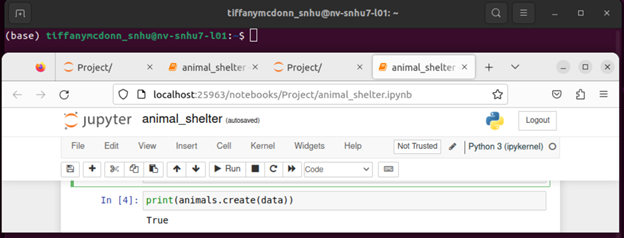 tiffanymcdonn_snhu@nv-snhu7-l01: ~
(base) tiffanymcdonn_snhu@nv-snhu7-l01:~$
Project/ × animal_shelter × Project/ × animal_shelter ×
localhost:25963/notebooks/Project/animal_shelter.ipynb
jupyter animal_shelter (autosaved) Logout
File Edit View Insert Cell Kernel Widgets Help Not Trusted Python 3 (ipykernel)
Run Code
In [4]: print(animals.create(data))
True